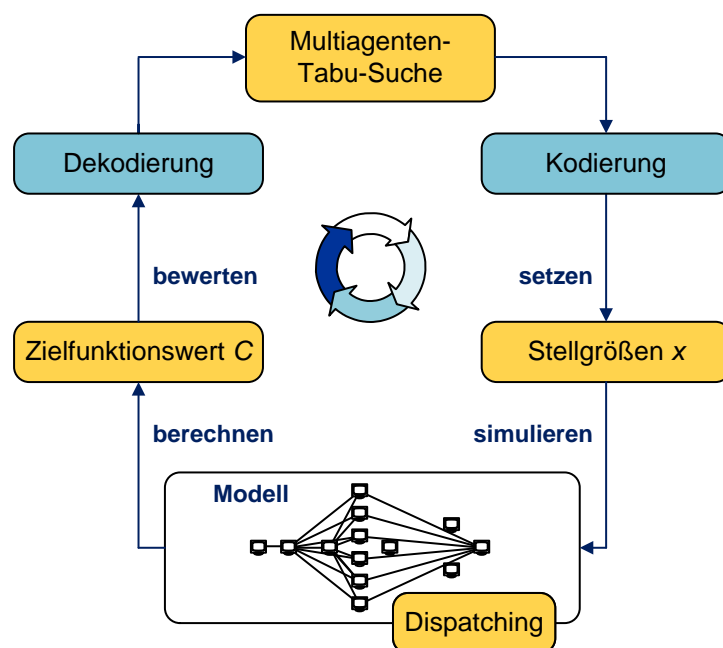 Multiagenten-
Tabu-Suche
Dekodierung
Kodierung
bewerten
setzen
Zielfunktionswert C
Stellgrößen x
berechnen
simulieren
Modell
Dispatching